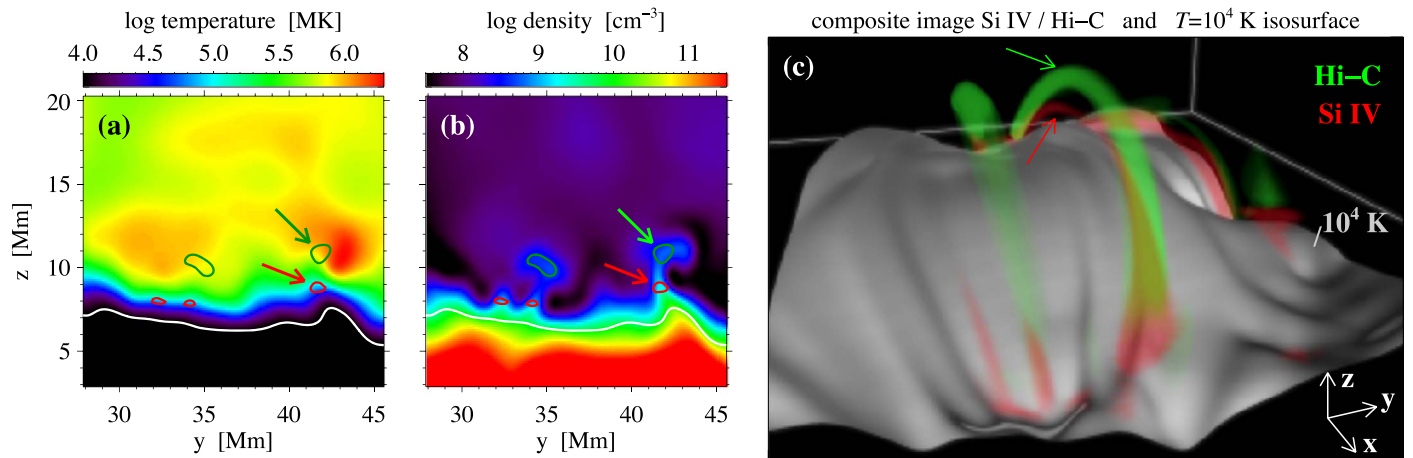 log temperature [MK]
4.0 4.5 5.0 5.5 6.0
(a)
20
15
10
5
z [Mm]
30 35 40 45
y [Mm]
log density [cm⁻³]
8 9 10 11
(b)
30 35 40 45
y [Mm]
composite image Si IV / Hi−C and T=10⁴ K isosurface
(c)
Hi−C
Si IV
10⁴ K
z
y
x